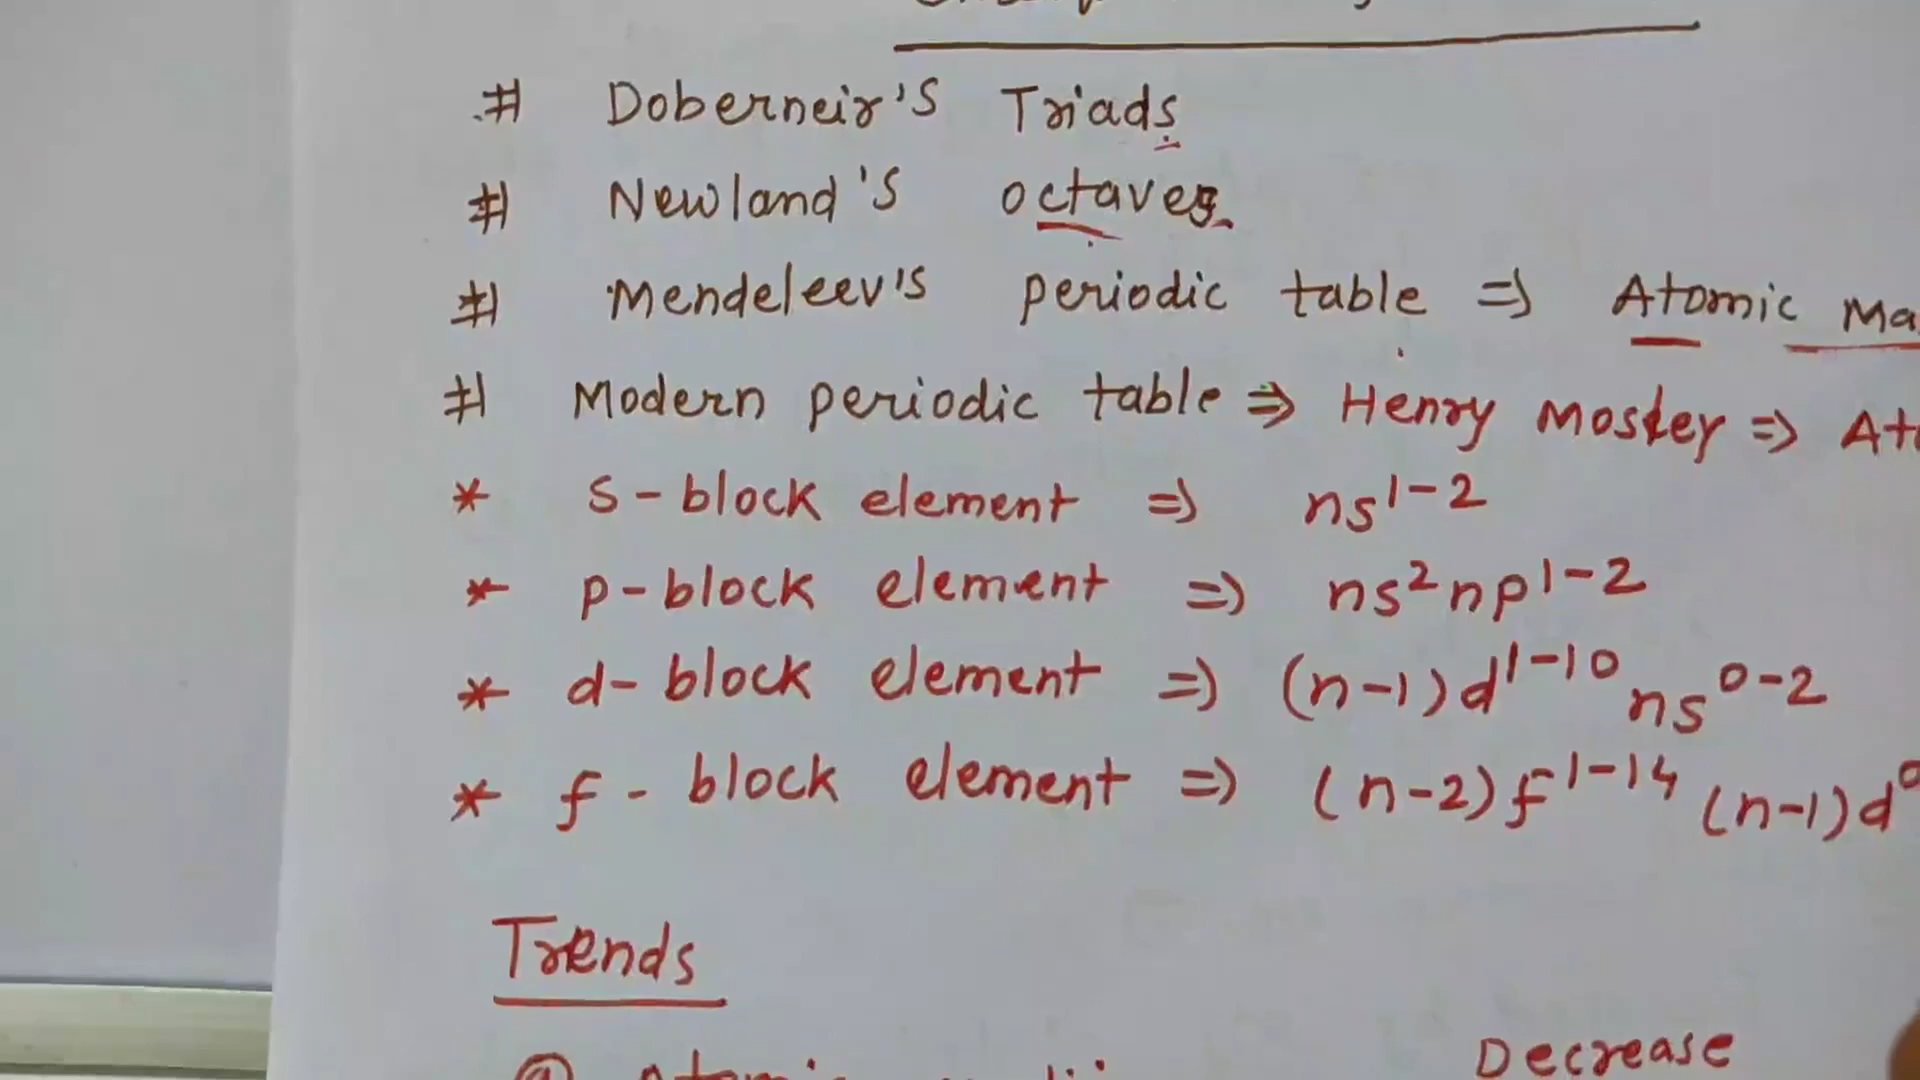 # Doberneir's Triads
# Newland's octaves
# Mendeleev's periodic table ⇒ Atomic Ma
# Modern periodic table ⇒ Henry Mosley ⇒ At
* s-block element ⇒ ns¹⁻²
* p-block element ⇒ ns²np¹⁻²
* d-block element ⇒ (n-1)d¹⁻¹⁰ ns⁰⁻²
* f-block element ⇒ (n-2)f¹⁻¹⁴ (n-1)d⁰
Trends
Decrease